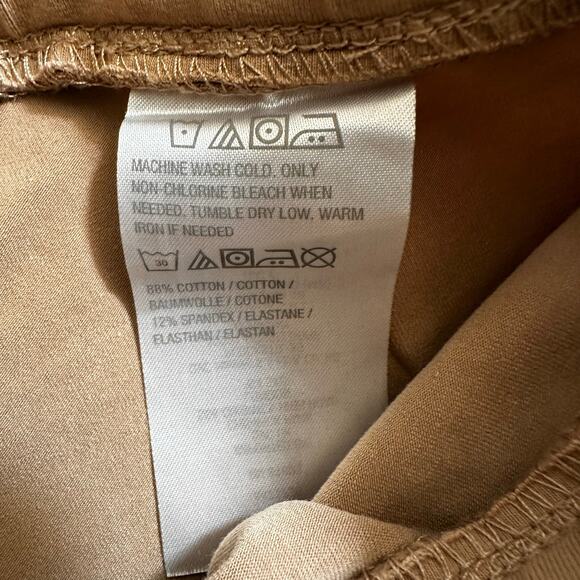 MACHINE WASH COLD, ONLY
NON-CHLORINE BLEACH WHEN
NEEDED, TUMBLE DRY LOW, WARM
IRON IF NEEDED
30
88% COTTON / COTTON /
BAUMWOLLE / COTONE
12% SPANDEX / ELASTANE /
ELASTHAN / ELASTAN